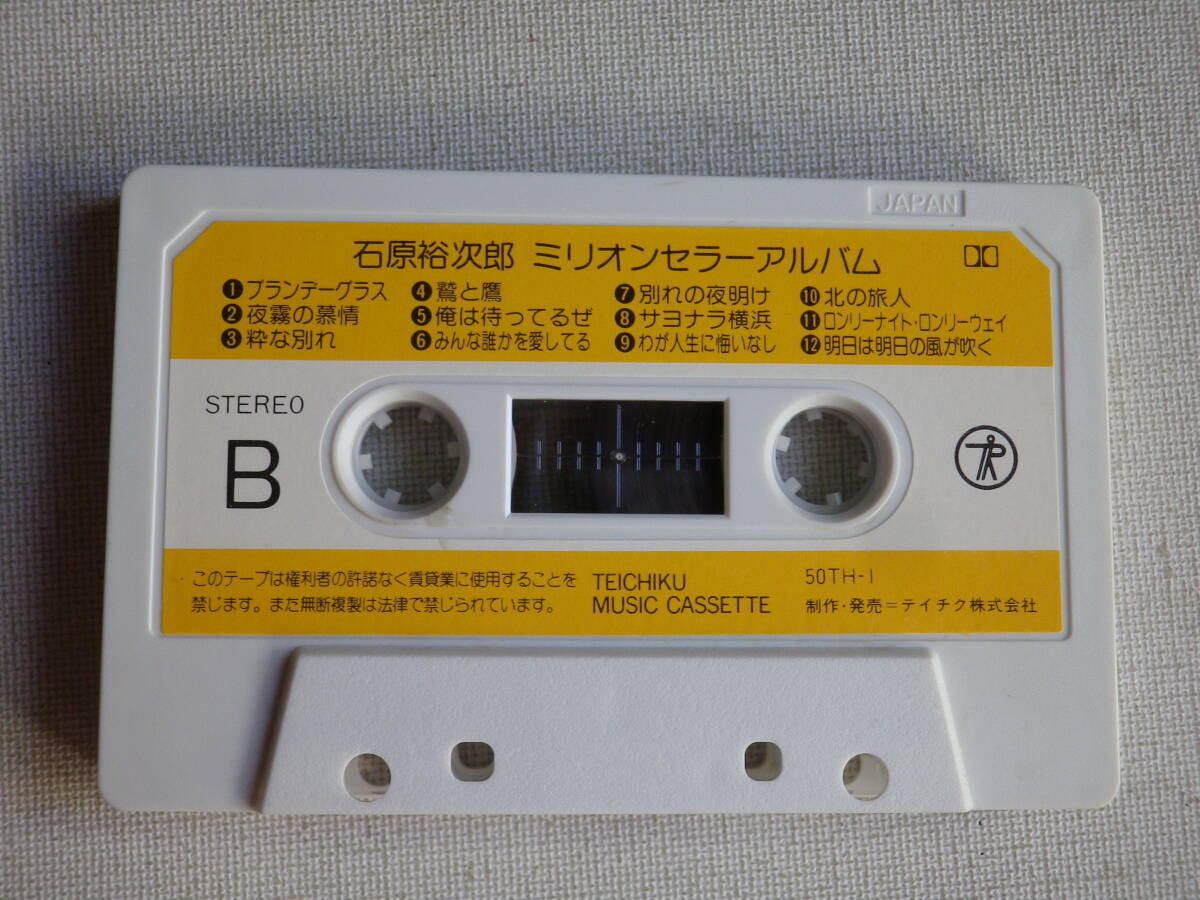 JAPAN
石原裕次郎 ミリオンセラーアルバム
❶ブランデーグラス
❷夜霧の慕情
❸粋な別れ
❹鷲と鷹
❺俺は待ってるぜ
❻みんな誰かを愛してる
❼別れの夜明け
❽サヨナラ横浜
❾わが人生に悔いなし
❿北の旅人
⓫ロンリーナイト・ロンリーウェイ
⓬明日は明日の風が吹く
STEREO
B
このテープは権利者の許諾なく賃貸業に使用することを
禁じます。また無断複製は法律で禁じられています。
TEICHIKU
MUSIC CASSETTE
50TH-1
制作・発売＝テイチク株式会社